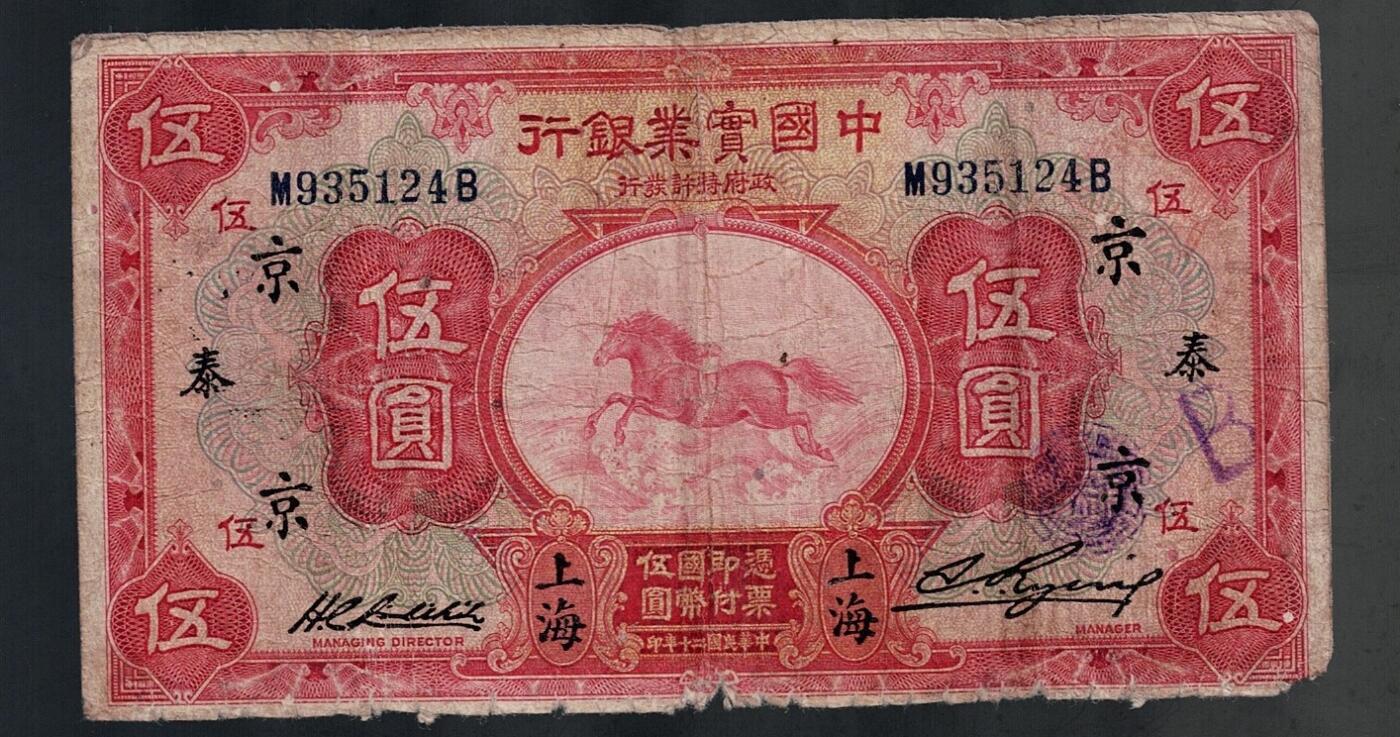 伍
伍
中國實業銀行
政府特許發行
M935124B
M935124B
伍
伍
京
京
伍圓
伍圓
泰
泰
B
京
京
伍
伍
上海
上海
憑票
即付
國幣
伍圓
中華民國二十年印
MANAGING DIRECTOR
MANAGER
伍
伍